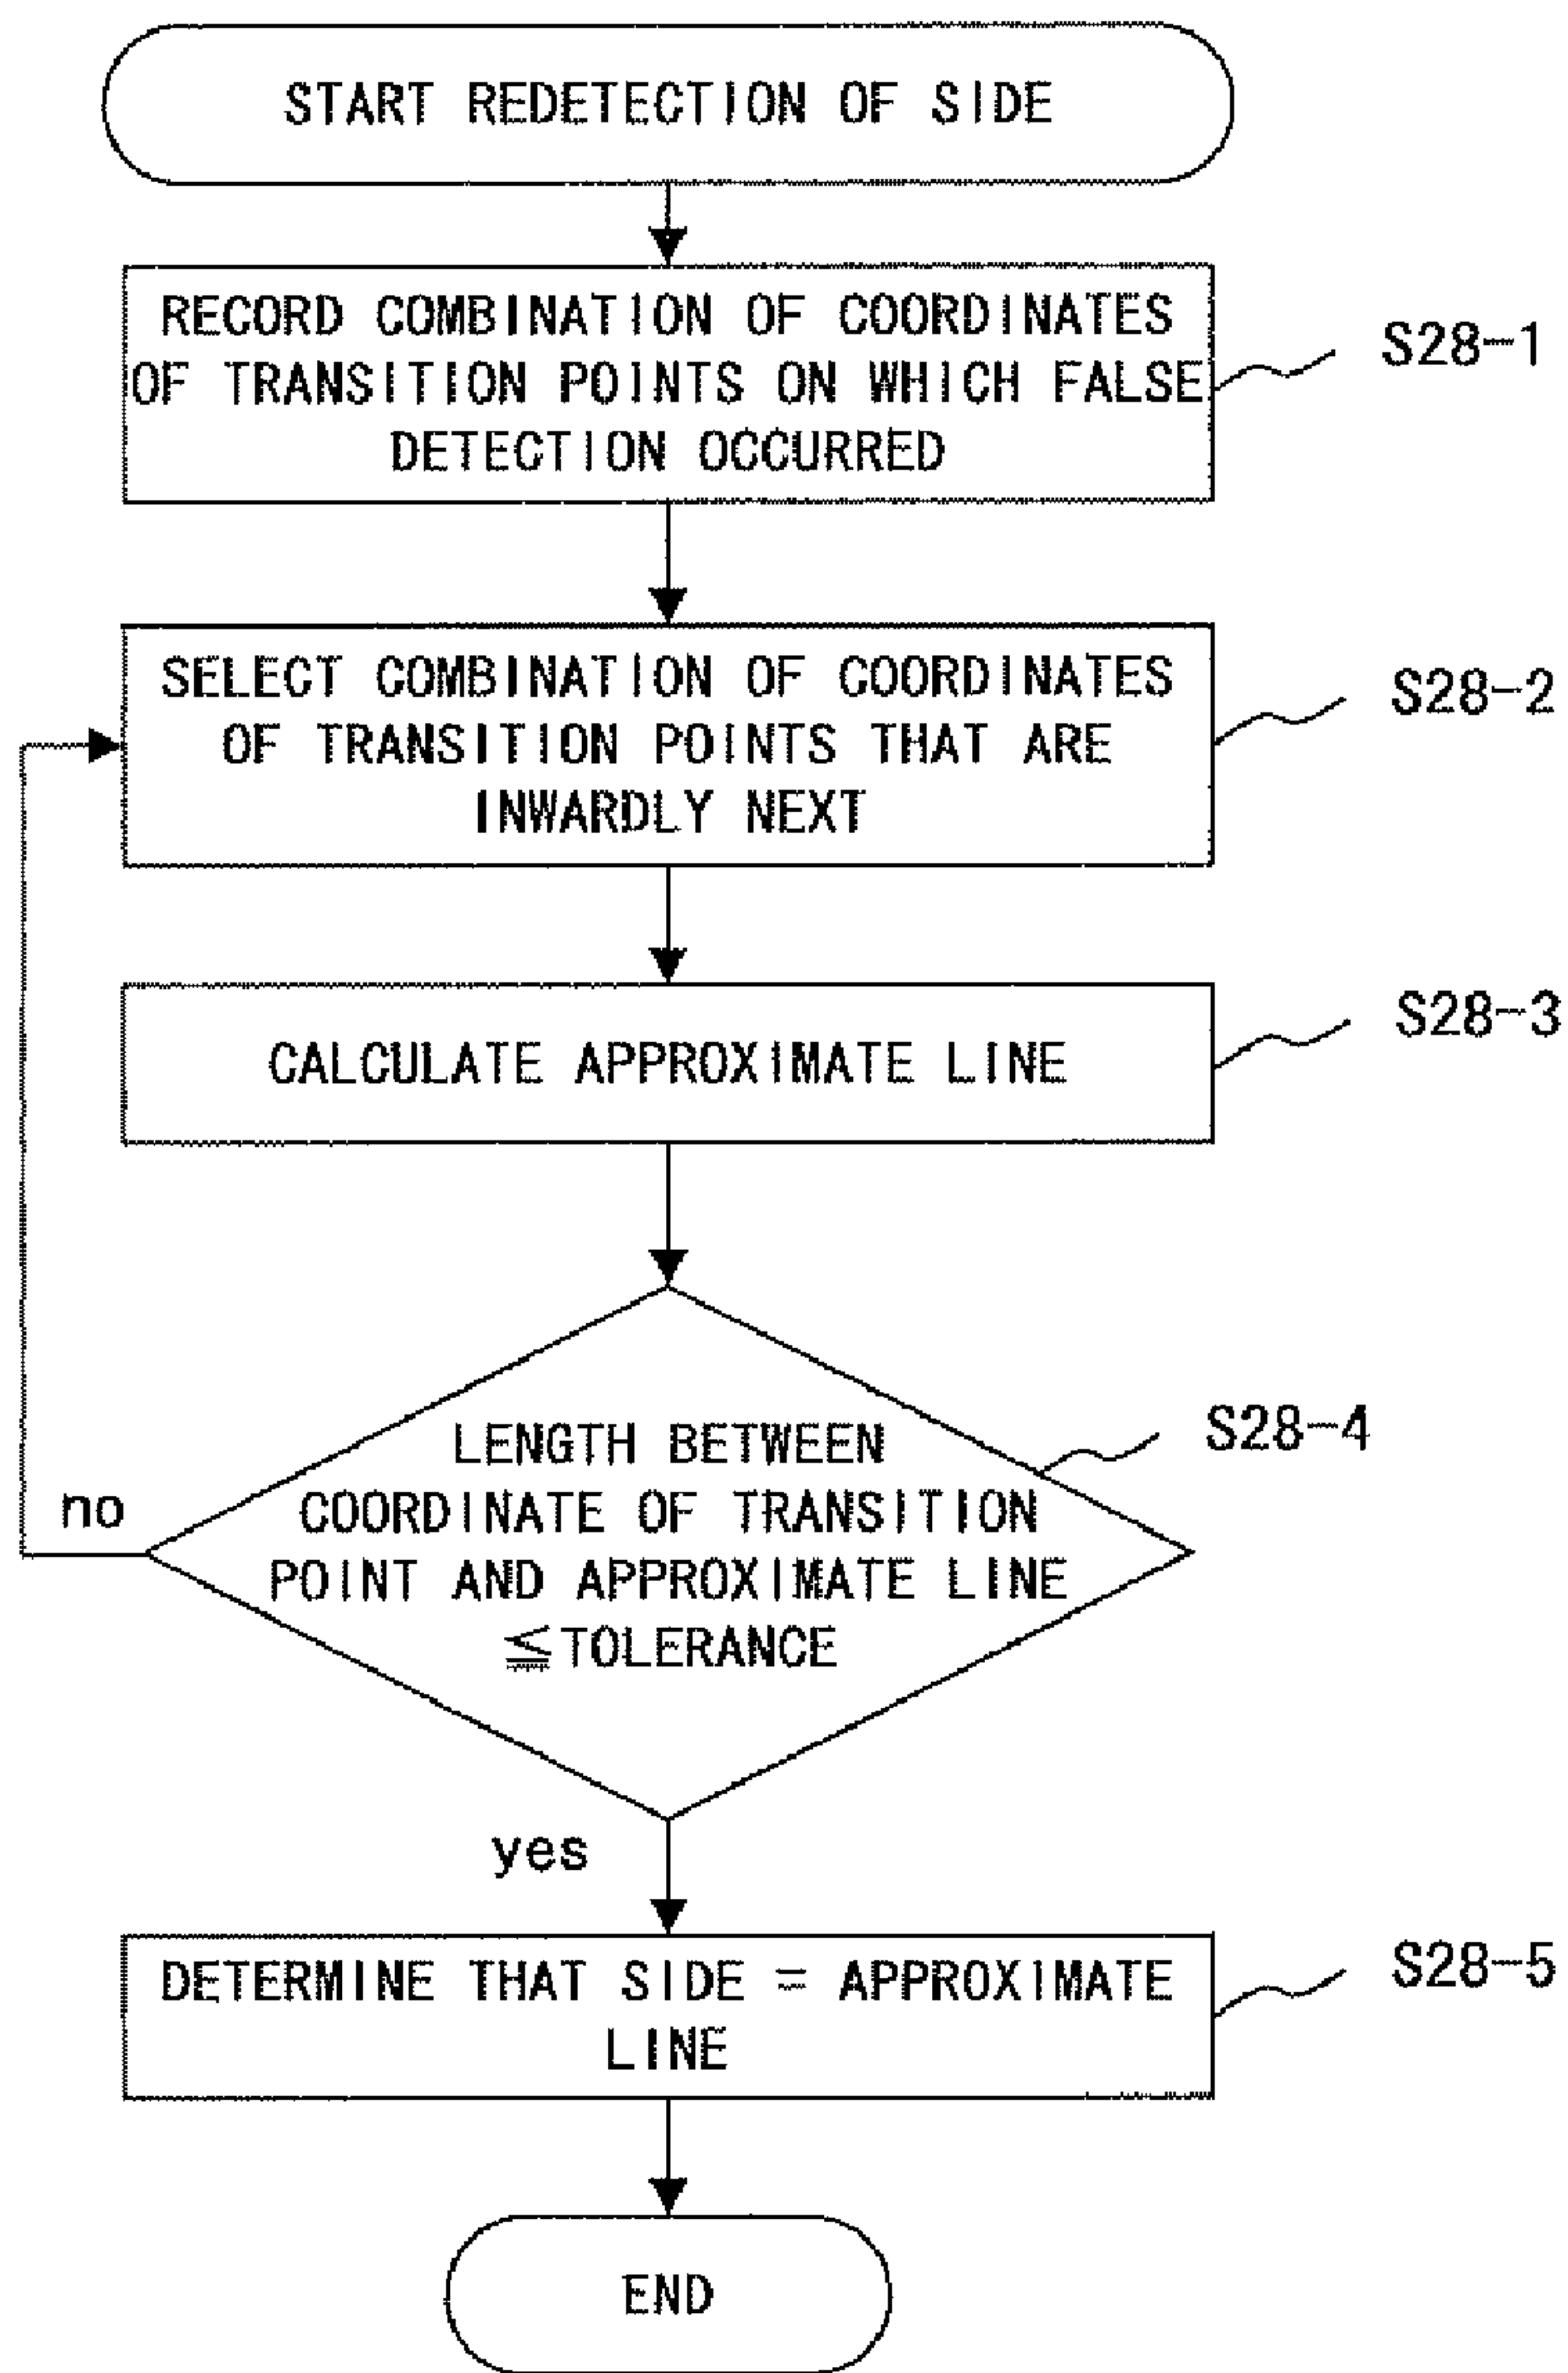 START REDETECTION OF SIDE
RECORD COMBINATION OF COORDINATES
OF TRANSITION POINTS ON WHICH FALSE
DETECTION OCCURRED
S28-1
SELECT COMBINATION OF COORDINATES
OF TRANSITION POINTS THAT ARE
INWARDLY NEXT
S28-2
CALCULATE APPROXIMATE LINE
S28-3
LENGTH BETWEEN
COORDINATE OF TRANSITION
POINT AND APPROXIMATE LINE
≦TOLERANCE
S28-4
no
yes
DETERMINE THAT SIDE = APPROXIMATE
LINE
S28-5
END